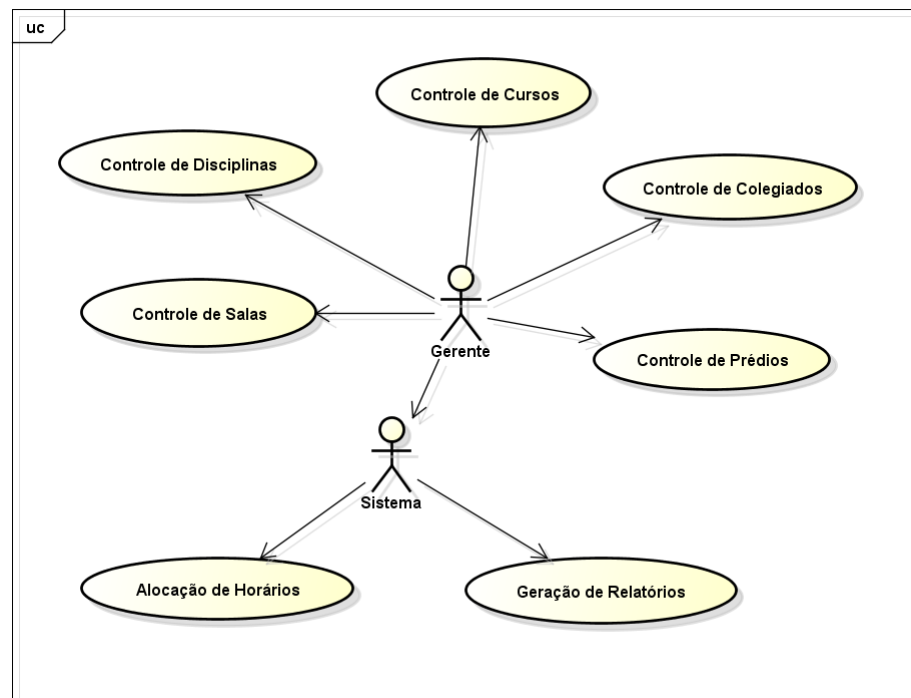 uc
Controle de Cursos
Controle de Disciplinas
Controle de Colegiados
Controle de Salas
Gerente
Controle de Prédios
Sistema
Alocação de Horários
Geração de Relatórios